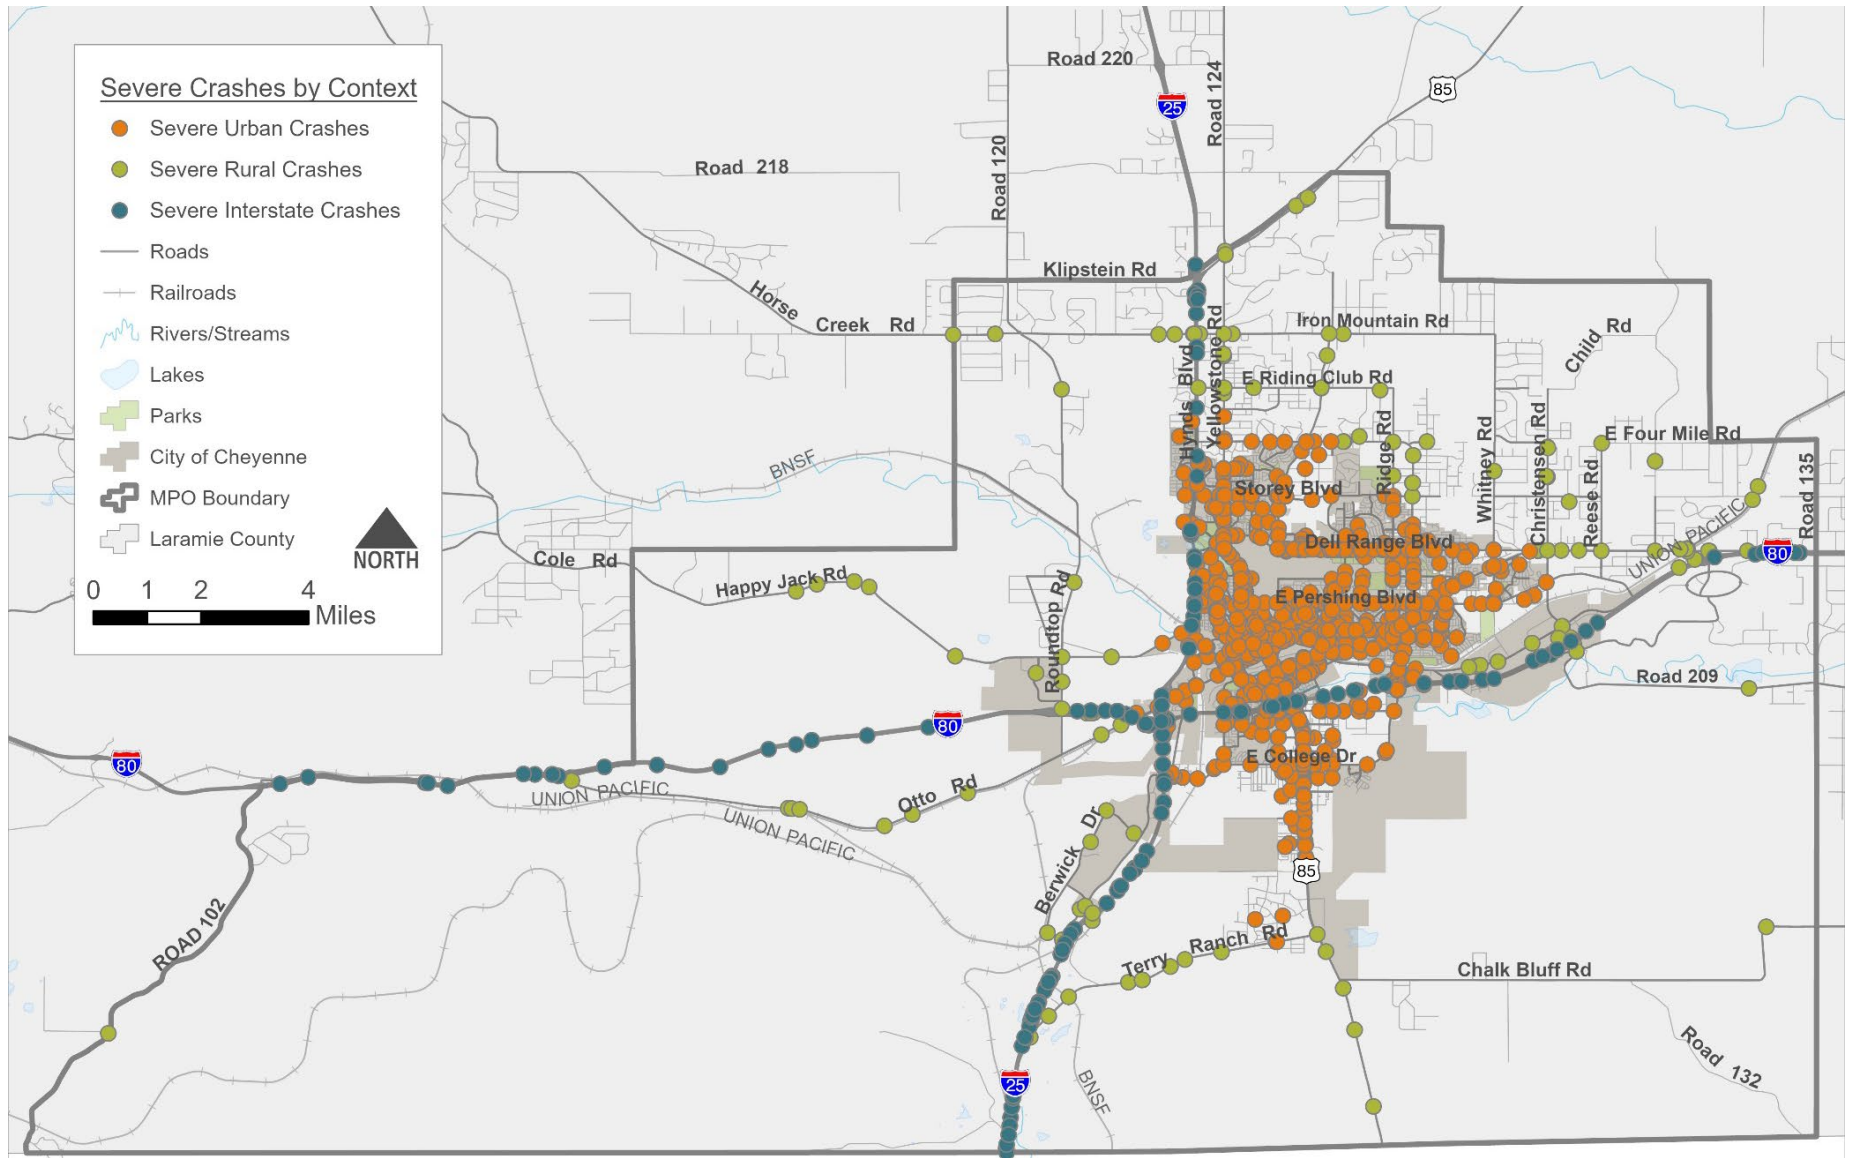 Severe Crashes by Context
Severe Urban Crashes
Severe Rural Crashes
Severe Interstate Crashes
Roads
Railroads
Rivers/Streams
Lakes
Parks
City of Cheyenne
MPO Boundary
Laramie County
NORTH
0 1 2 4
Miles
Road 220
25
Road 124
85
Road 120
Road 218
Klipstein Rd
Horse
Creek Rd
Iron Mountain Rd
Child Rd
Hynds Blvd
Yellowstone Rd
E Riding Club Rd
Ridge Rd
Whitney Rd
Christensen Rd
E Four Mile Rd
Reese Rd
Road 135
BNSF
Storey Blvd
UNION PACIFIC
Dell Range Blvd
80
Cole Rd
Happy Jack Rd
Roundtop Rd
E Pershing Blvd
Road 209
80
80
E College Dr
UNION PACIFIC
Otto Rd
UNION PACIFIC
Berwick Dr
85
ROAD 102
Terry Ranch Rd
Chalk Bluff Rd
Road 132
25
BNSF